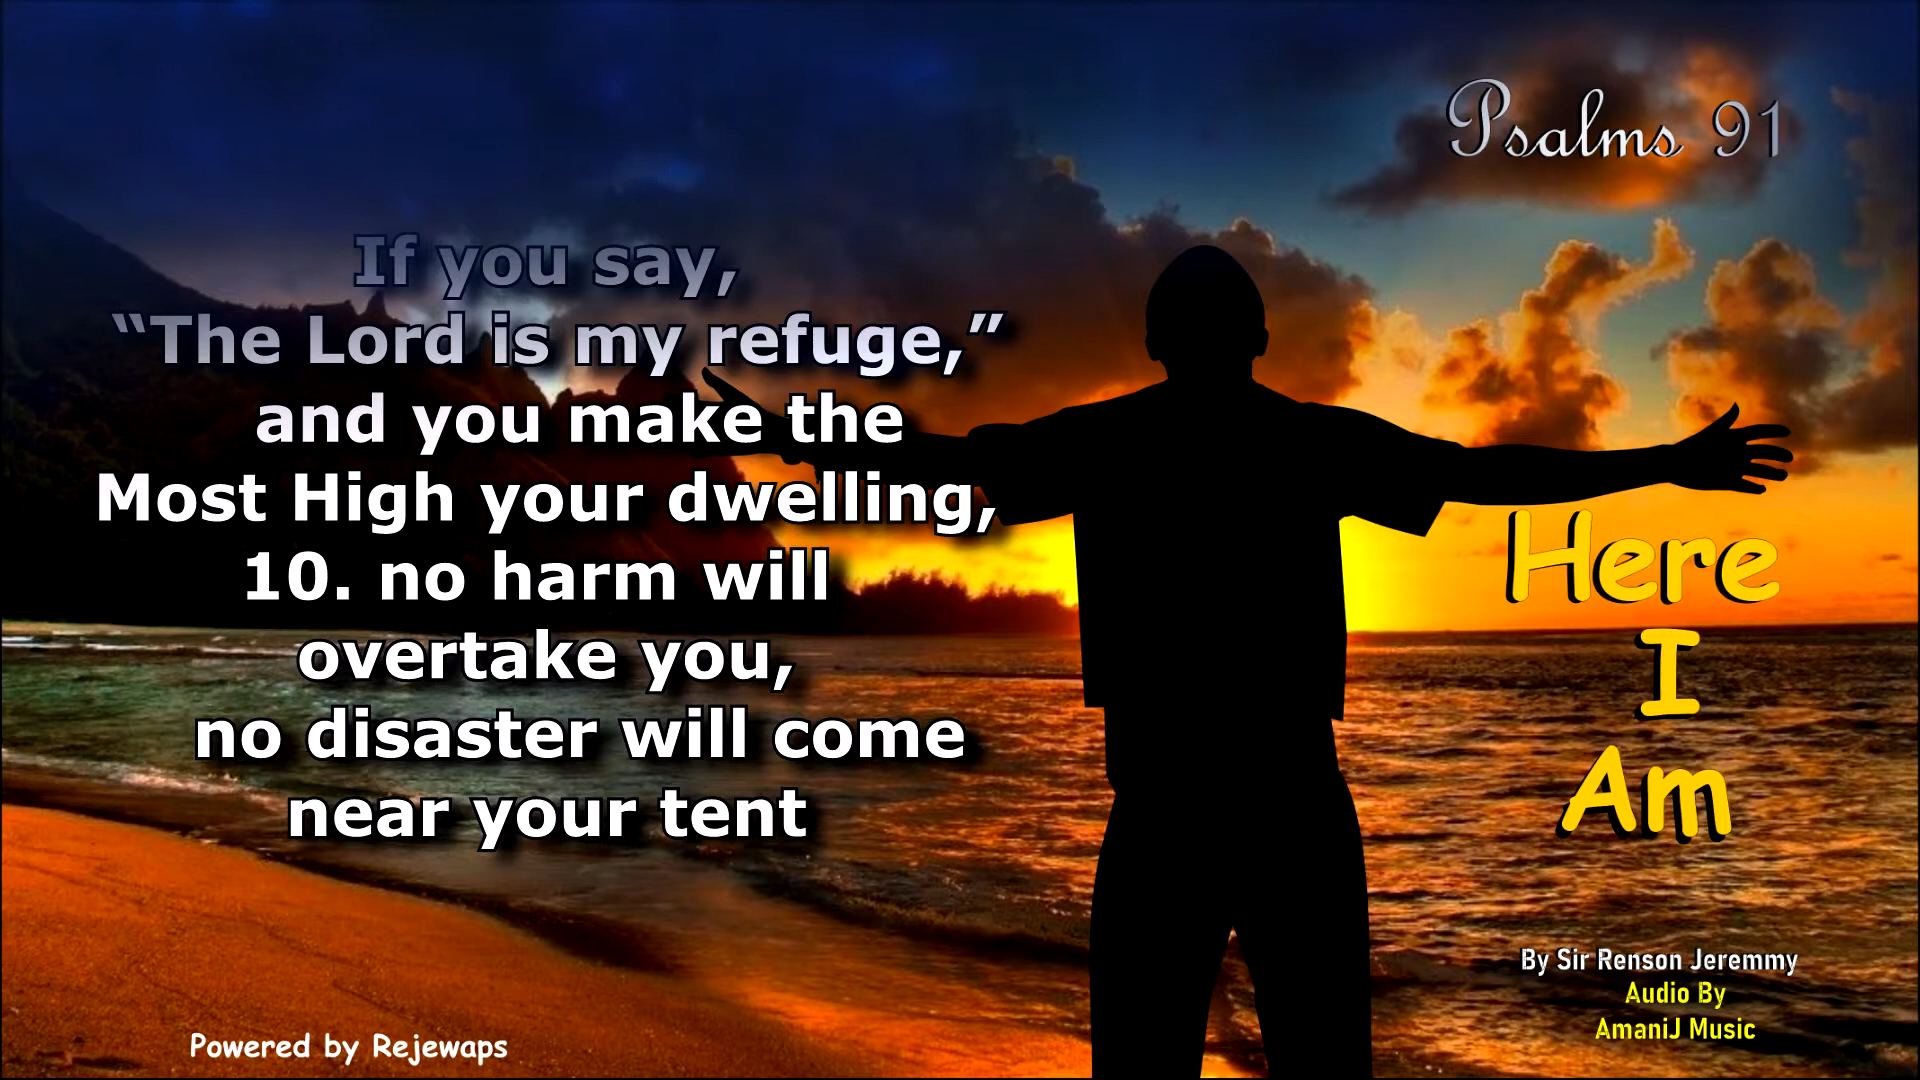 Psalms 91
If you say,
“The Lord is my refuge,”
and you make the
Most High your dwelling,
10. no harm will
overtake you,
no disaster will come
near your tent
Here
I
Am
By Sir Renson Jeremmy
Audio By
AmaniJ Music
Powered by Rejewaps